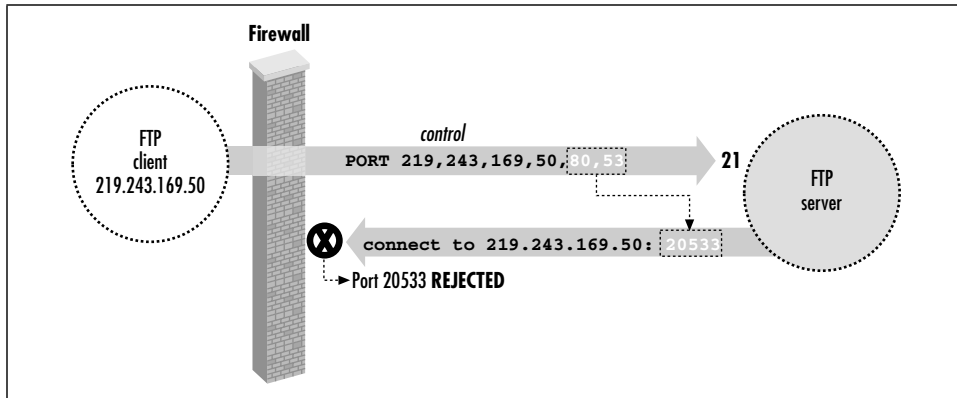 Firewall
FTP
client
219.243.169.50
control
PORT 219,243,169,50,80,53
21
FTP
server
connect to 219.243.169.50: 20533
Port 20533 REJECTED